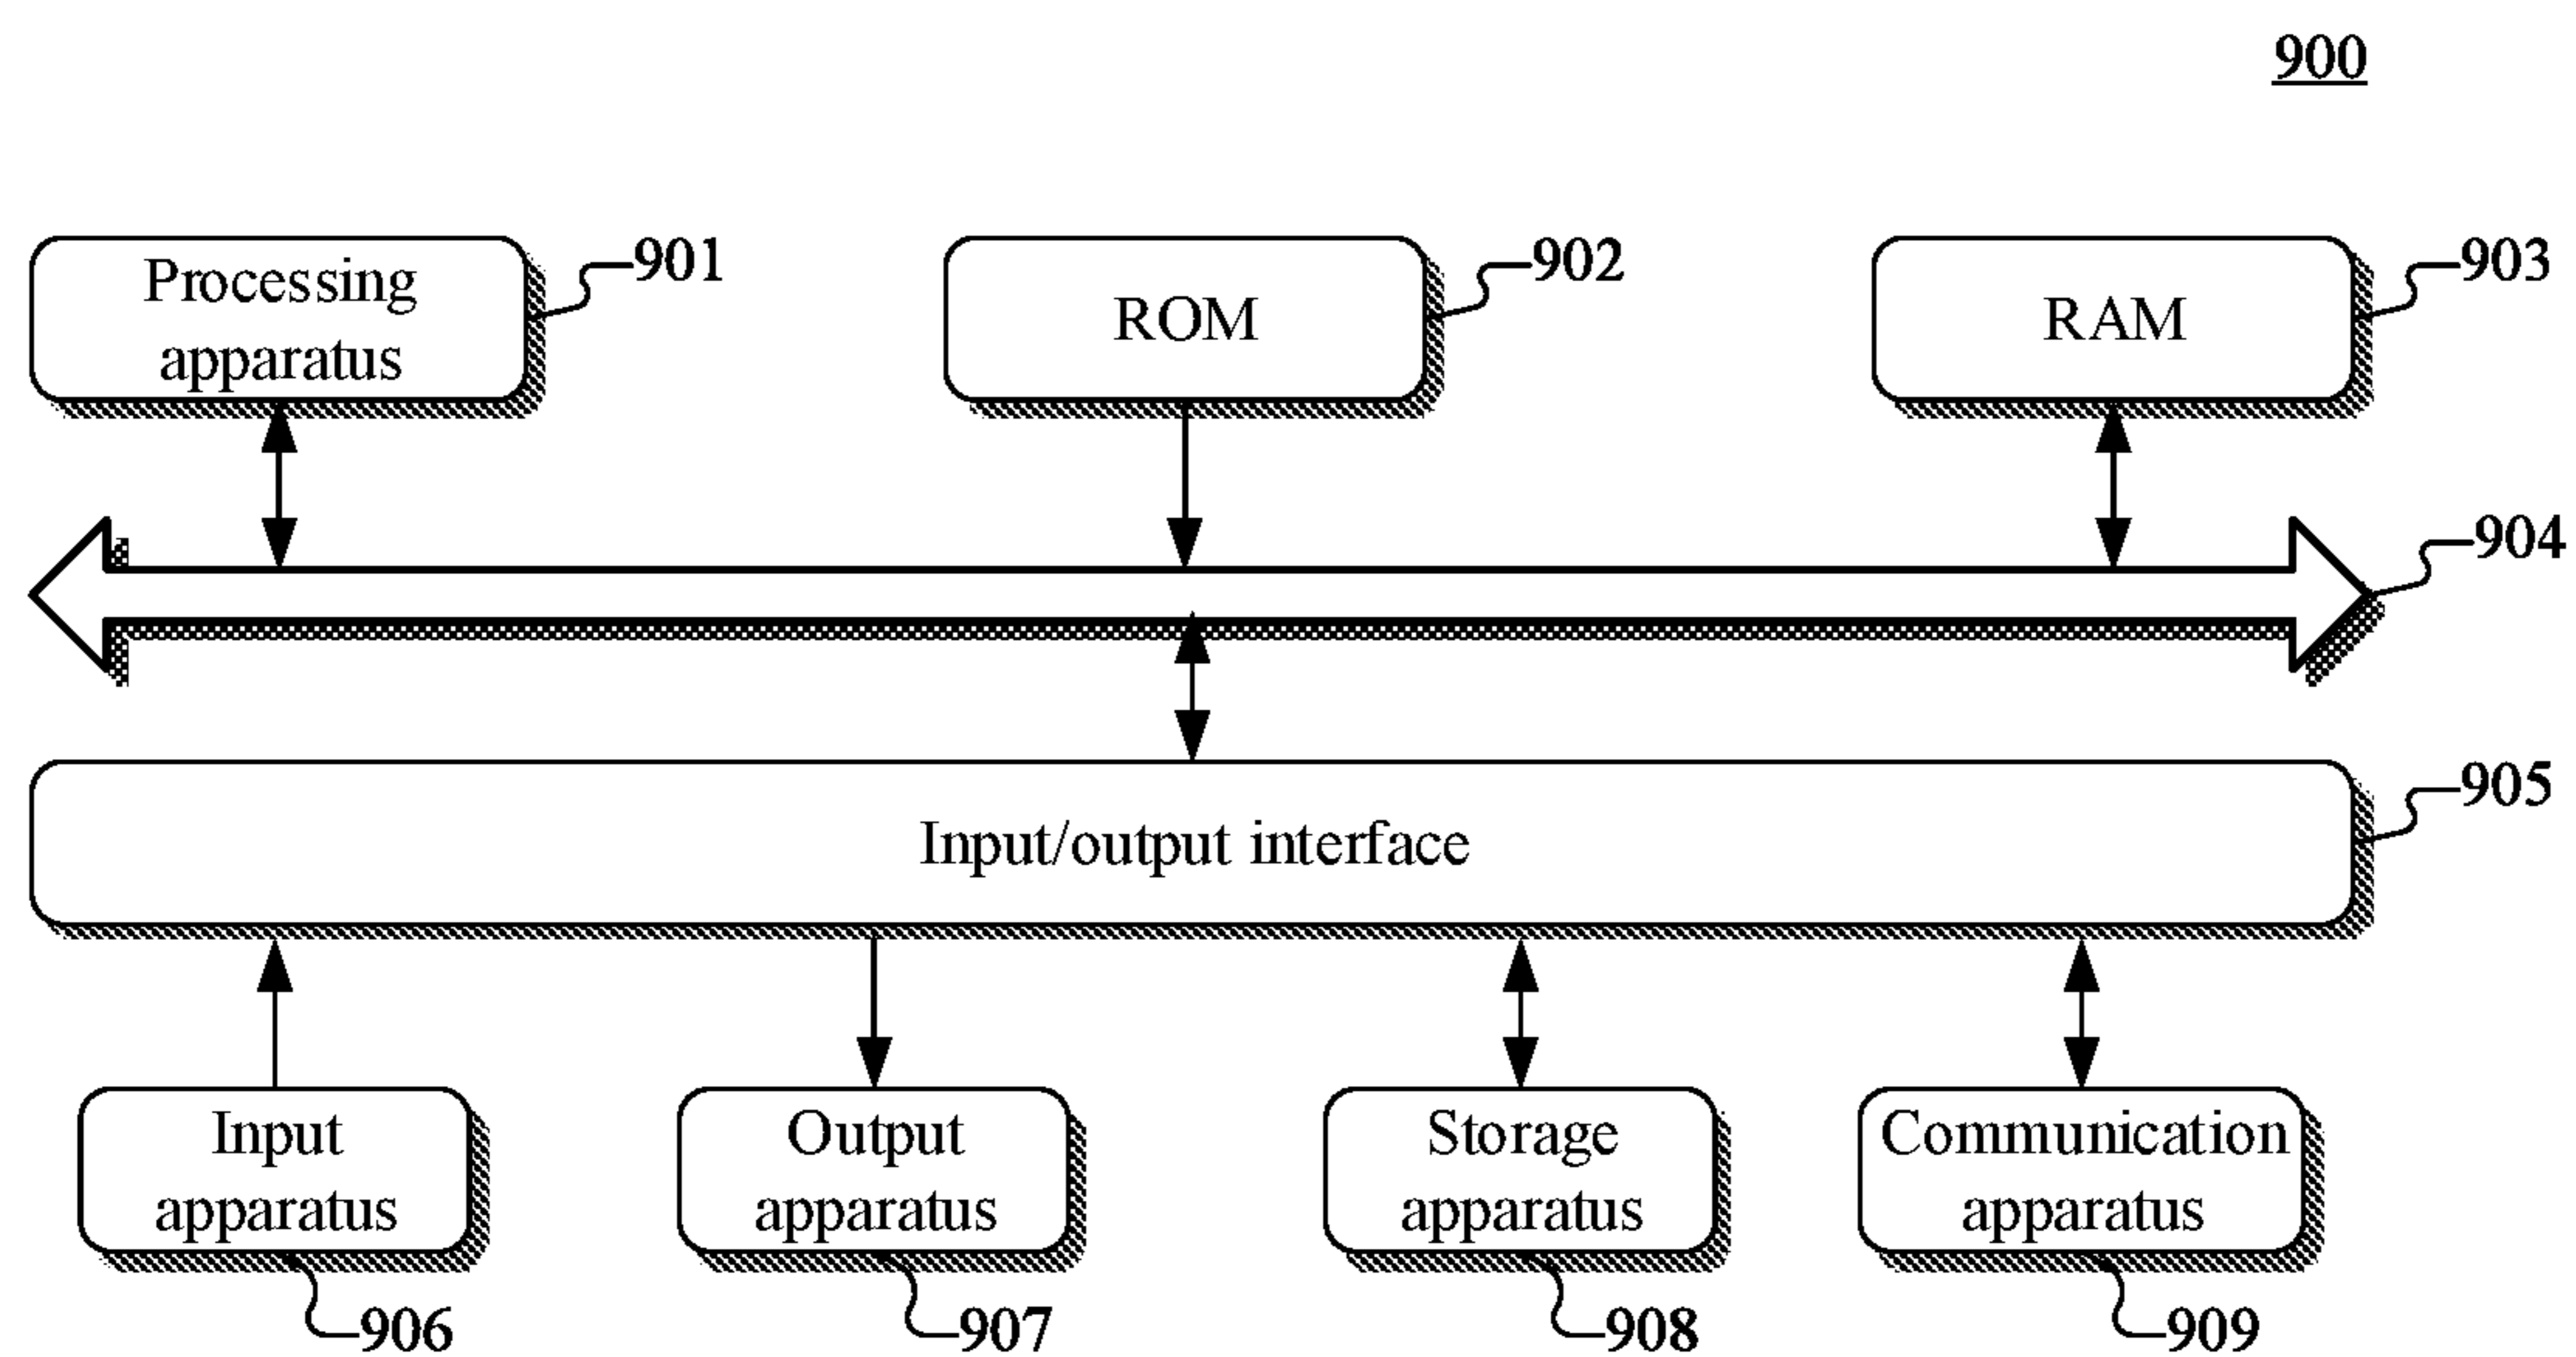 900
Processing
apparatus
901
ROM
902
RAM
903
904
Input/output interface
905
Input
apparatus
906
Output
apparatus
907
Storage
apparatus
908
Communication
apparatus
909